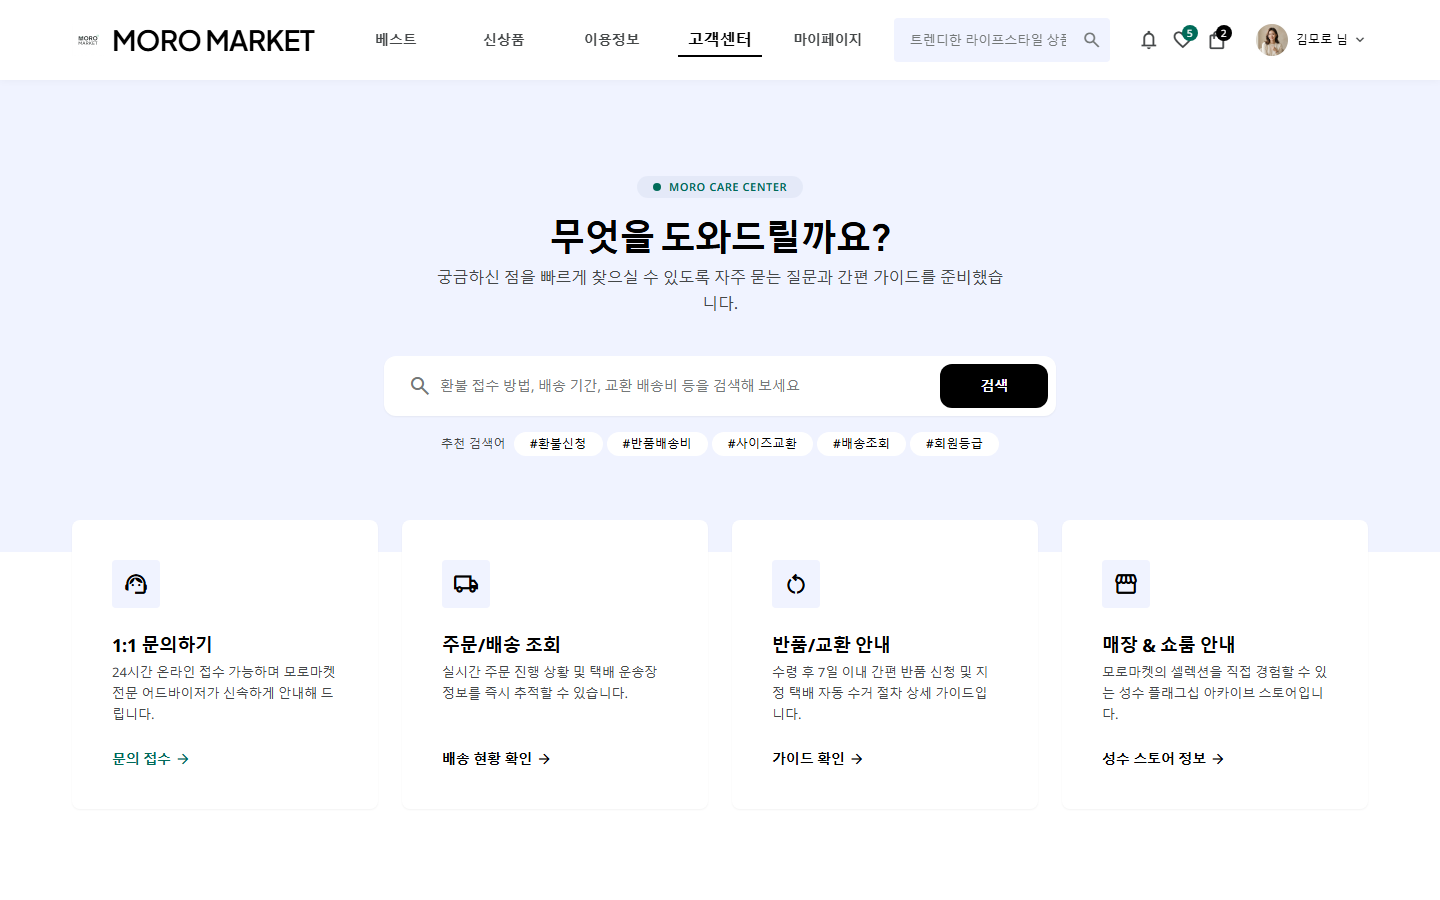 MORO MARKET
MORO MARKET
베스트
신상품
이용정보
고객센터
마이페이지
트렌디한 라이프스타일 상품
5
2
김모로 님
MORO CARE CENTER
무엇을 도와드릴까요?
궁금하신 점을 빠르게 찾으실 수 있도록 자주 묻는 질문과 간편 가이드를 준비했습
니다.
환불 접수 방법, 배송 기간, 교환 배송비 등을 검색해 보세요
검색
추천 검색어
#환불신청
#반품배송비
#사이즈교환
#배송조회
#회원등급
1:1 문의하기
24시간 온라인 접수 가능하며 모로마켓
전문 어드바이저가 신속하게 안내해 드
립니다.
문의 접수
주문/배송 조회
실시간 주문 진행 상황 및 택배 운송장
정보를 즉시 추적할 수 있습니다.
배송 현황 확인
반품/교환 안내
수령 후 7일 이내 간편 반품 신청 및 지
정 택배 자동 수거 절차 상세 가이드입
니다.
가이드 확인
매장 & 쇼룸 안내
모로마켓의 셀렉션을 직접 경험할 수 있
는 성수 플래그십 아카이브 스토어입니
다.
성수 스토어 정보